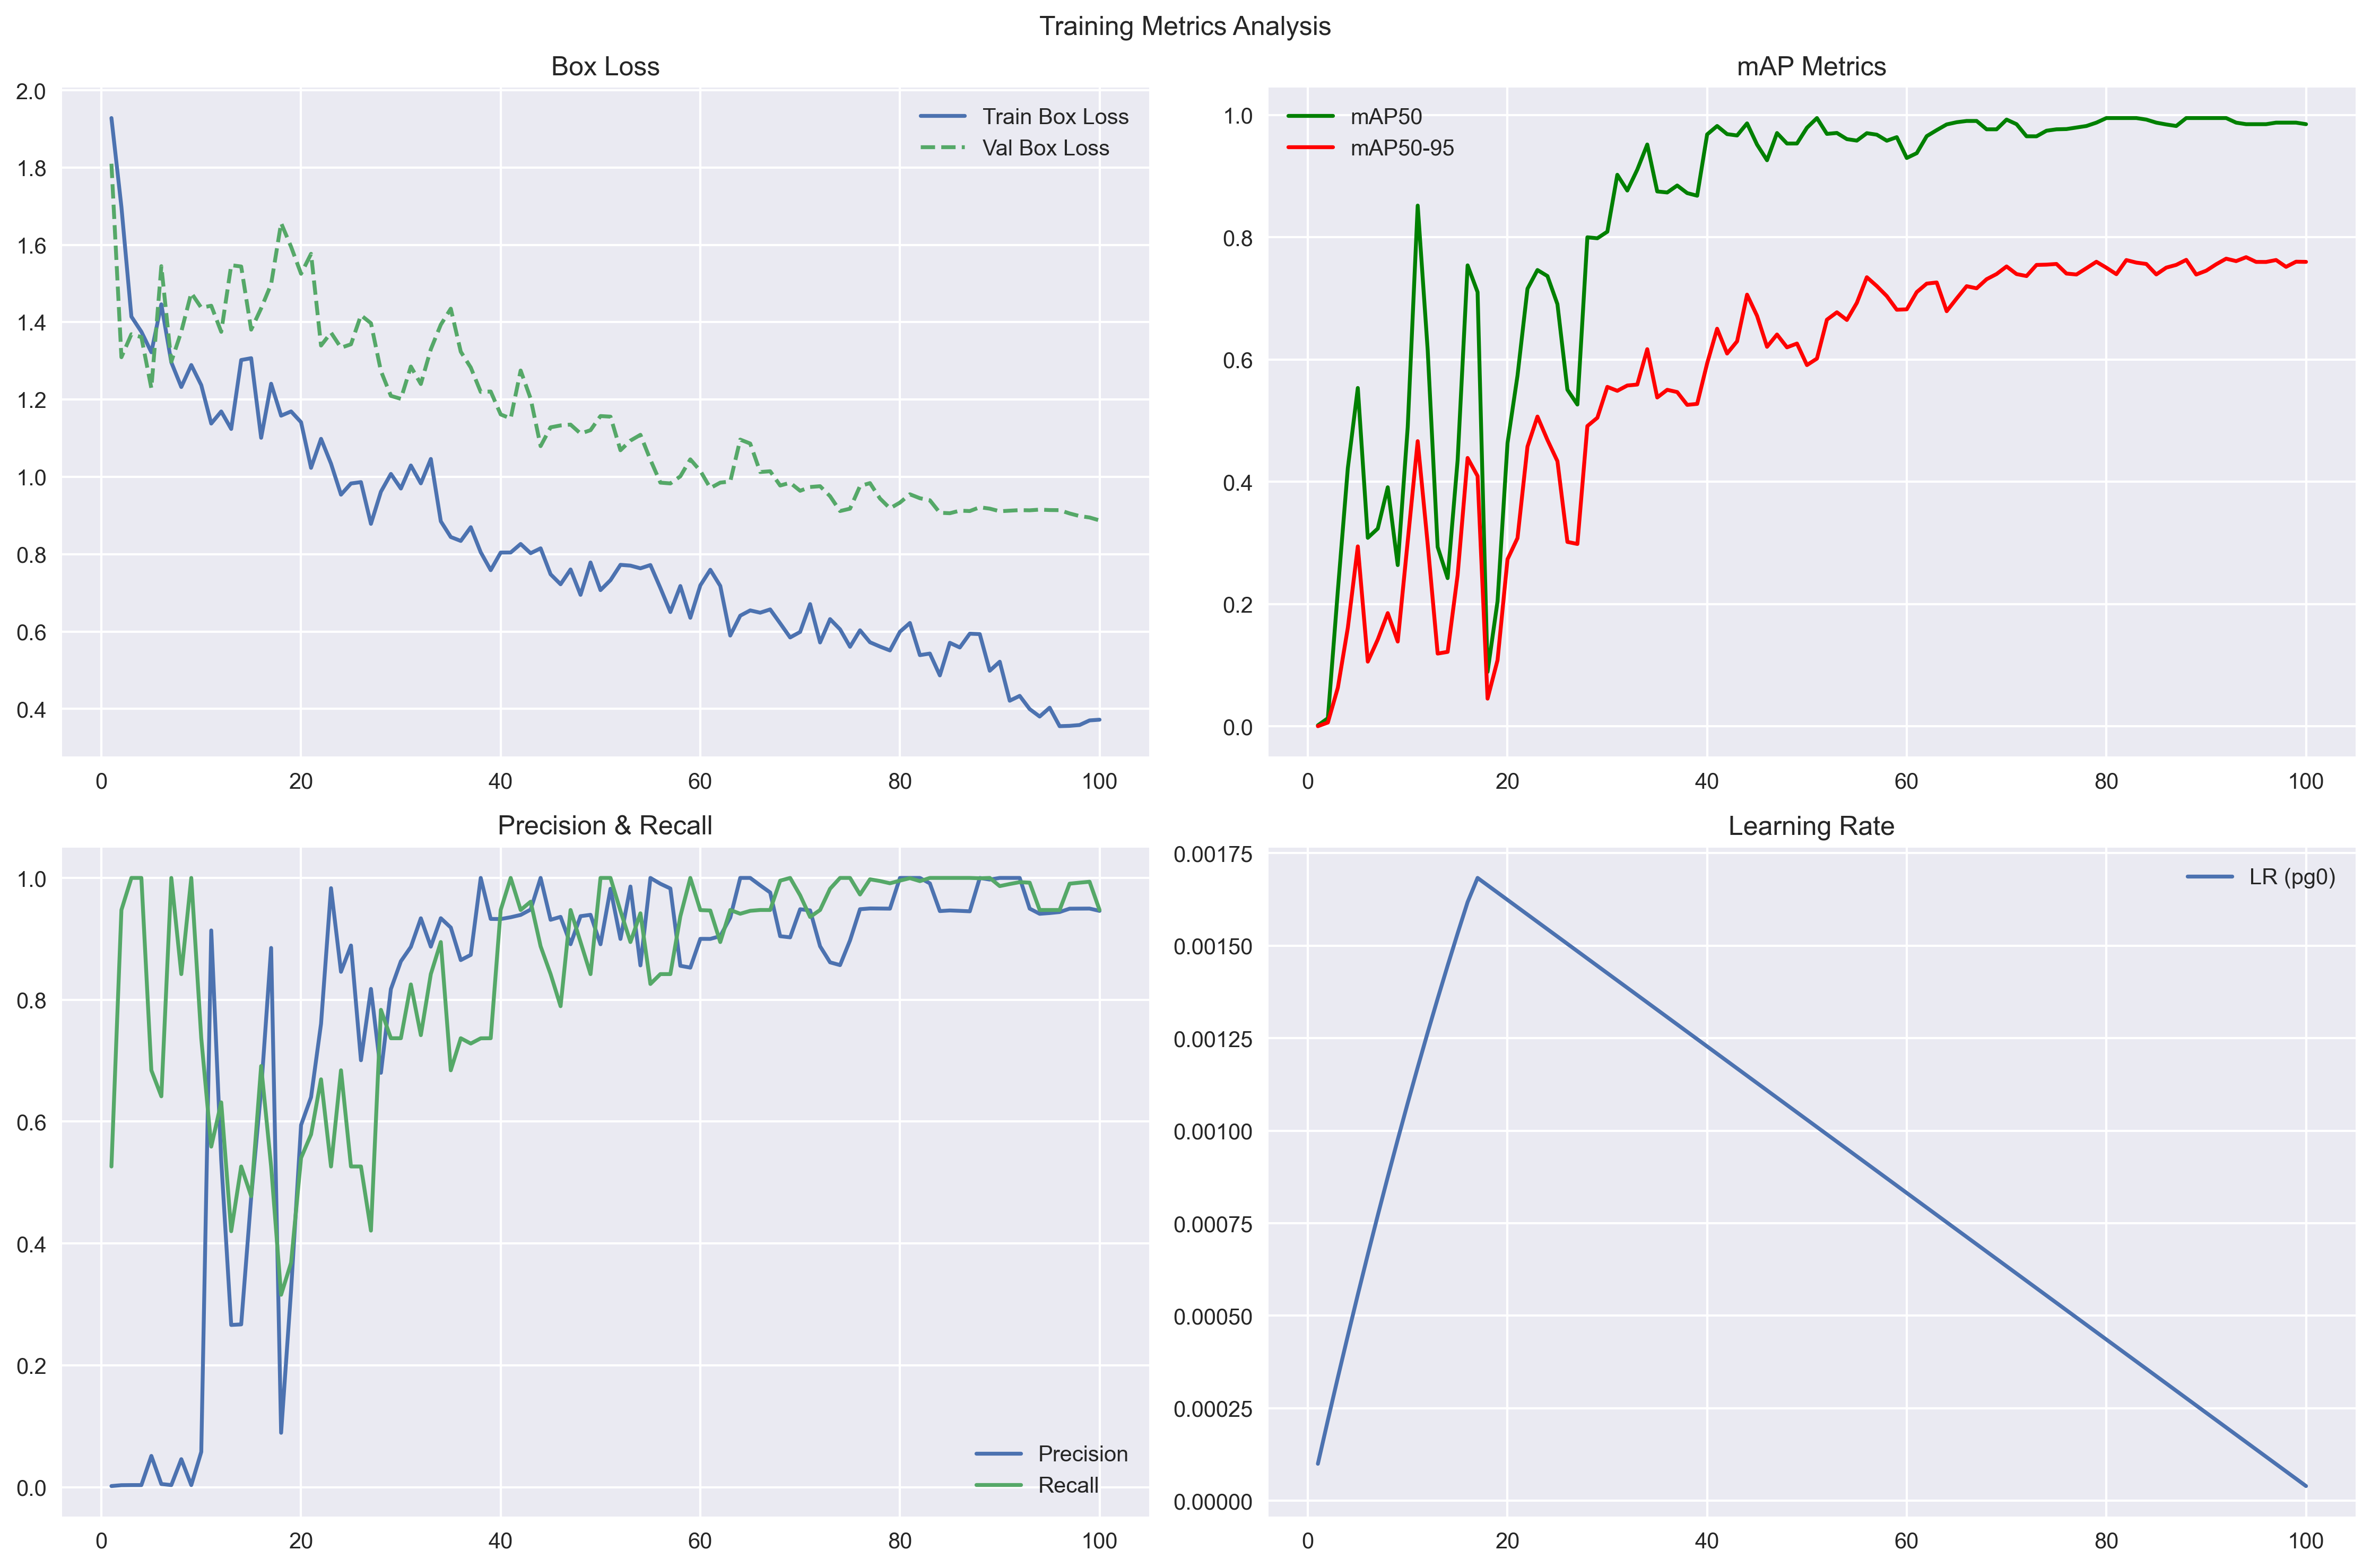 Training Metrics Analysis
Box Loss
2.0
1.8
1.6
1.4
1.2
1.0
0.8
0.6
0.4
0 20 40 60 80 100
Train Box Loss
Val Box Loss
mAP Metrics
1.0
0.8
0.6
0.4
0.2
0.0
0 20 40 60 80 100
mAP50
mAP50-95
Precision & Recall
1.0
0.8
0.6
0.4
0.2
0.0
0 20 40 60 80 100
Precision
Recall
Learning Rate
0.00175
0.00150
0.00125
0.00100
0.00075
0.00050
0.00025
0.00000
0 20 40 60 80 100
LR (pg0)